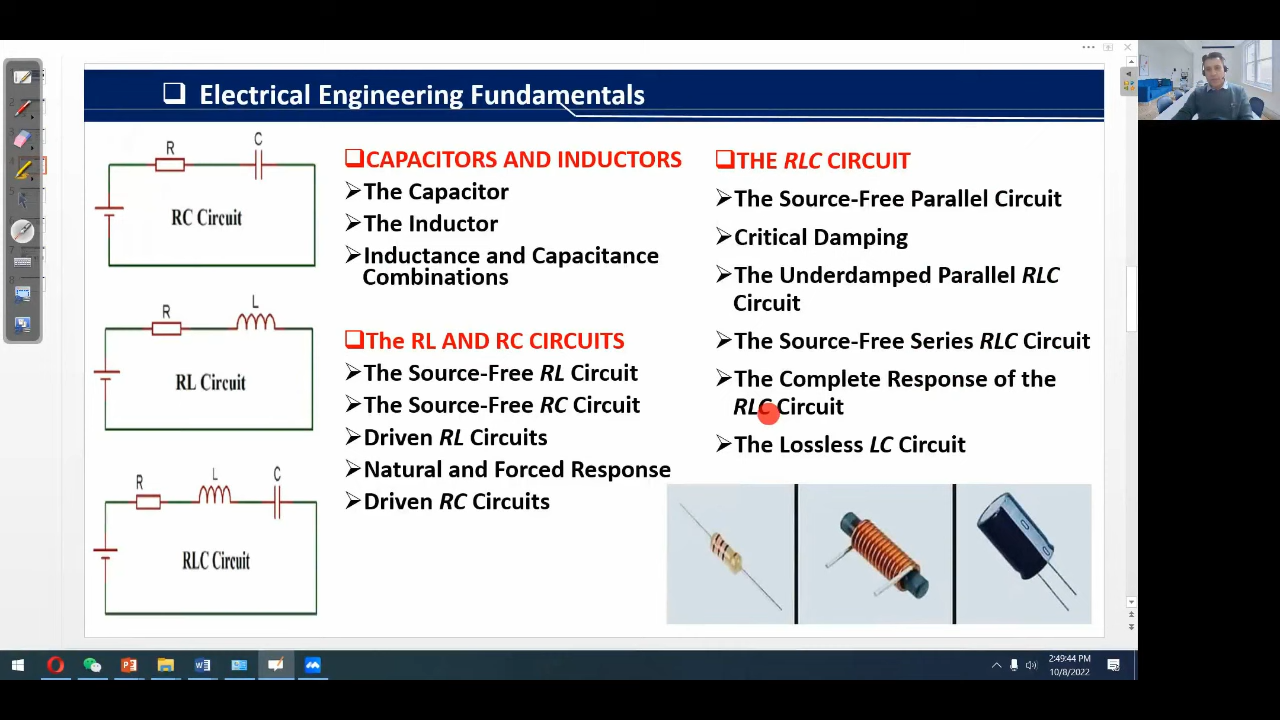 Electrical Engineering Fundamentals
R
C
RC Circuit
R
L
RL Circuit
R
L
C
RLC Circuit
CAPACITORS AND INDUCTORS
The Capacitor
The Inductor
Inductance and Capacitance
Combinations
The RL AND RC CIRCUITS
The Source-Free RL Circuit
The Source-Free RC Circuit
Driven RL Circuits
Natural and Forced Response
Driven RC Circuits
THE RLC CIRCUIT
The Source-Free Parallel Circuit
Critical Damping
The Underdamped Parallel RLC
Circuit
The Source-Free Series RLC Circuit
The Complete Response of the
RLC Circuit
The Lossless LC Circuit
2:49:44 PM
10/8/2022